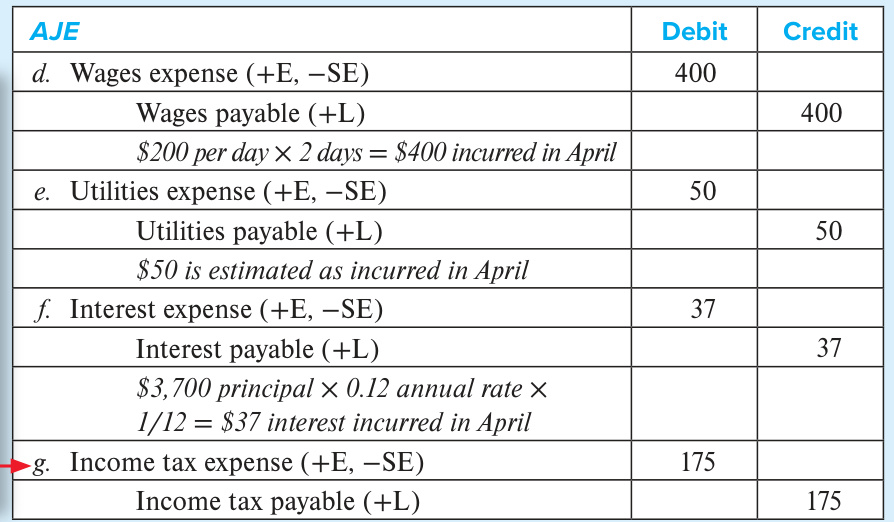 AJE Debit Credit
d. Wages expense (+E, −SE) 400
Wages payable (+L) 400
$200 per day × 2 days = $400 incurred in April
e. Utilities expense (+E, −SE) 50
Utilities payable (+L) 50
$50 is estimated as incurred in April
f. Interest expense (+E, −SE) 37
Interest payable (+L) 37
$3,700 principal × 0.12 annual rate ×
1/12 = $37 interest incurred in April
g. Income tax expense (+E, −SE) 175
Income tax payable (+L) 175